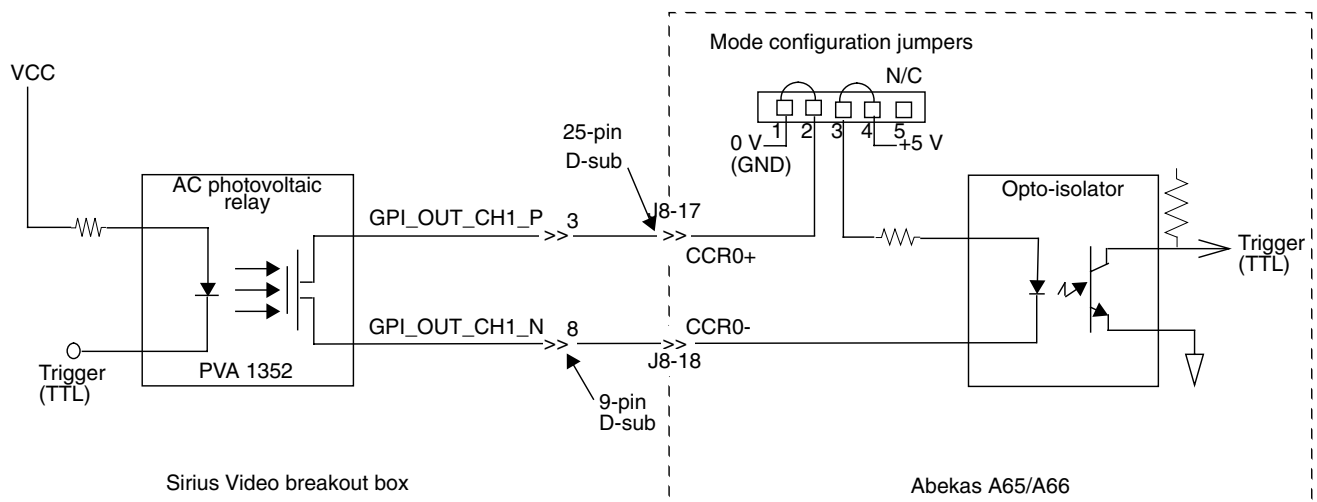 Mode configuration jumpers
N/C
VCC
1 2 3 4 5
0 V
(GND)
+5 V
25-pin
D-sub
AC photovoltaic
relay
Opto-isolator
GPI_OUT_CH1_P
3
J8-17
CCR0+
Trigger
(TTL)
GPI_OUT_CH1_N
8
CCR0-
J8-18
PVA 1352
Trigger
(TTL)
9-pin
D-sub
Sirius Video breakout box
Abekas A65/A66